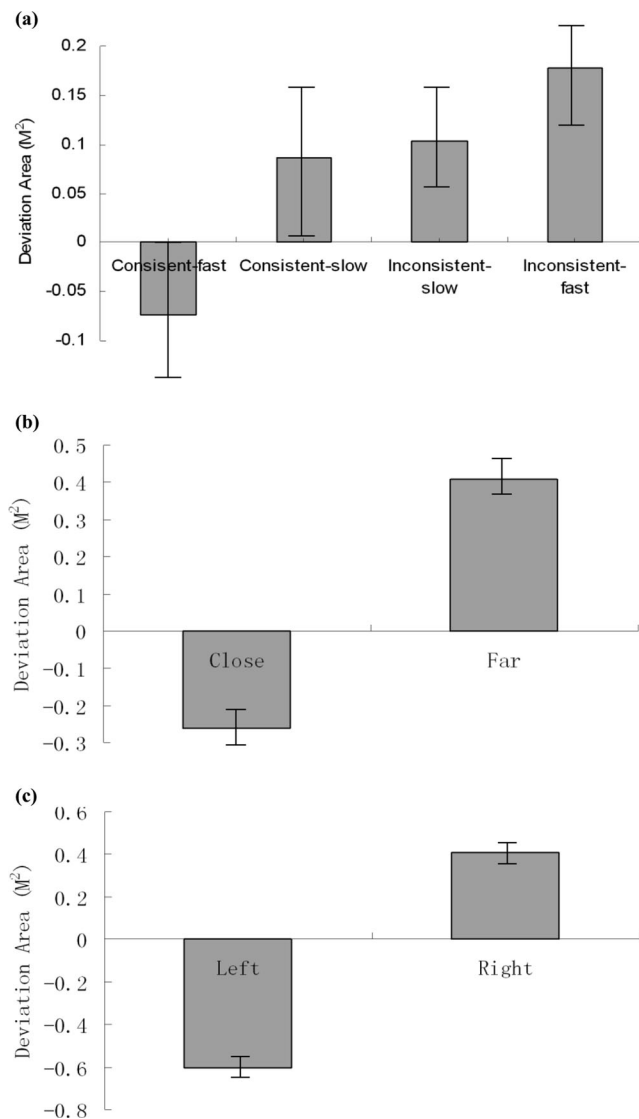 (a)
0.2
0.15
0.1
0.05
0
-0.05
-0.1
Deviation Area (M²)
Consisent-fast
Consistent-slow
Inconsistent-
slow
Inconsistent-
fast
(b)
0.5
0.4
0.3
0.2
0.1
0
-0.1
-0.2
-0.3
Deviation Area (M²)
Close
Far
(c)
0.6
0.4
0.2
0
-0.2
-0.4
-0.6
-0.8
Deviation Area (M²)
Left
Right